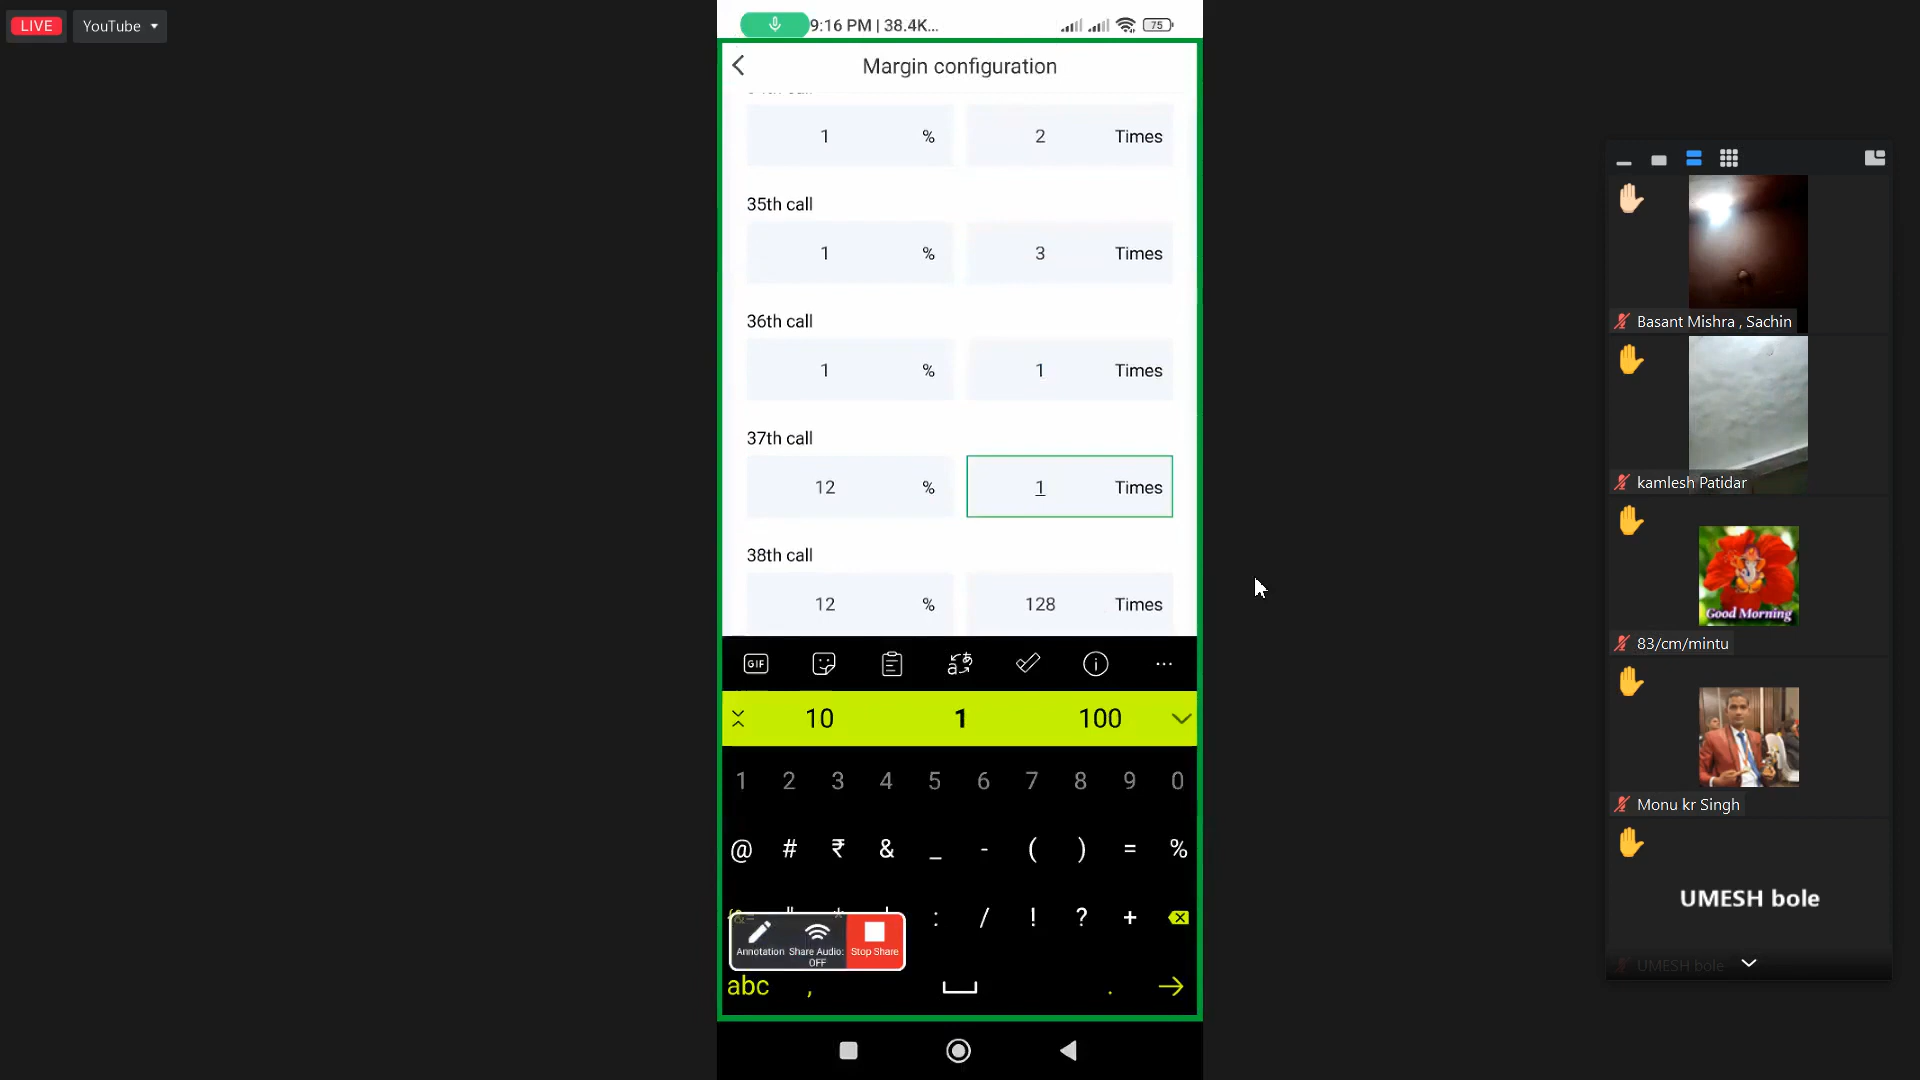 LIVE
YouTube
9:16 PM | 38.4K...
75
Margin configuration
1 % 2 Times
35th call
1 % 3 Times
36th call
1 % 1 Times
37th call
12 % 1 Times
38th call
12 % 128 Times
GIF
10 1 100
1 2 3 4 5 6 7 8 9 0
@ # ₹ & _ - ( ) = %
: / ! ? +
Annotation
Share Audio: OFF
Stop Share
abc , .
Basant Mishra , Sachin
kamlesh Patidar
Good Morning
83/cm/mintu
Monu kr Singh
UMESH bole
UMESH bole